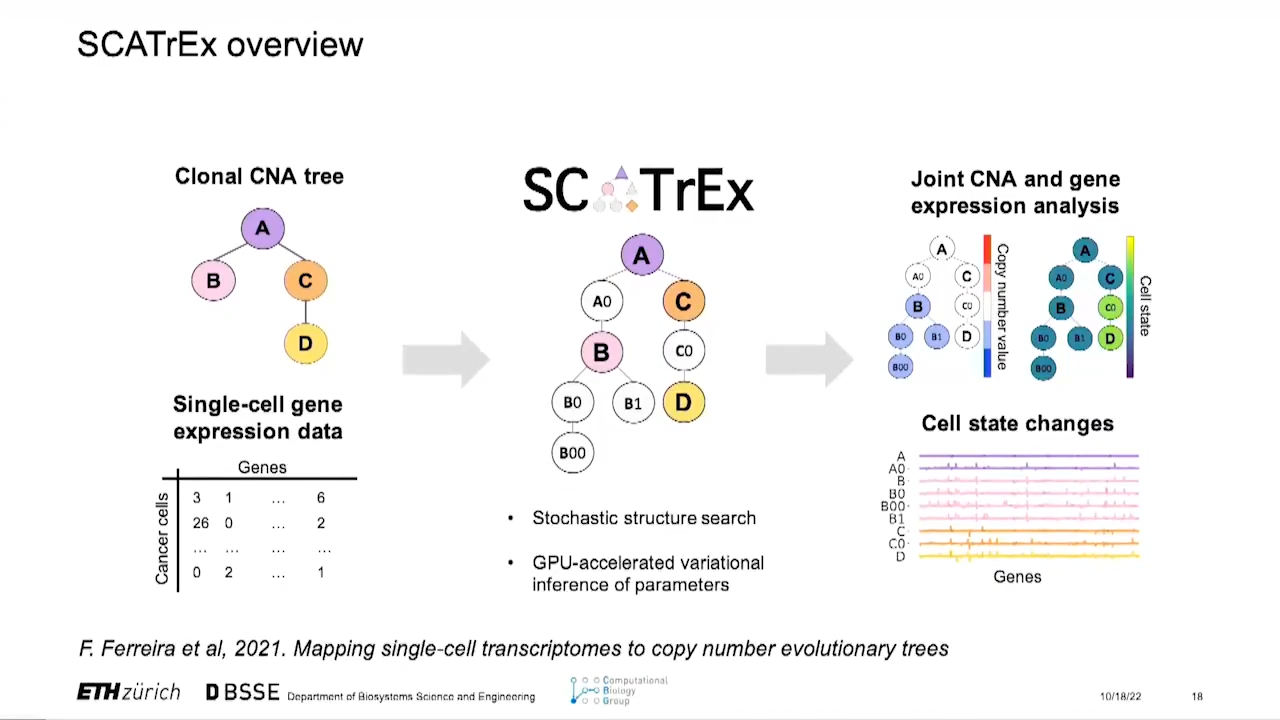 SCATrEx overview
Clonal CNA tree
A
B
C
D
Single-cell gene
expression data
Genes
Cancer cells
3 1 ... 6
26 0 ... 2
... ... ...
0 2 ... 1
SC TrEx
A
A0
C
B
C0
B0
B1
D
B00
• Stochastic structure search
• GPU-accelerated variational
inference of parameters
Joint CNA and gene
expression analysis
A
A0
C
B
C0
B0
B1
D
B00
Copy number value
A
A0
C
B
C0
B0
B1
D
B00
Cell state
Cell state changes
A
A0
B
B0
B00
B1
C
C0
D
Genes
F. Ferreira et al, 2021. Mapping single-cell transcriptomes to copy number evolutionary trees
ETH zürich
D BSSE Department of Biosystems Science and Engineering
Computational
Biology
Group
10/18/22
18